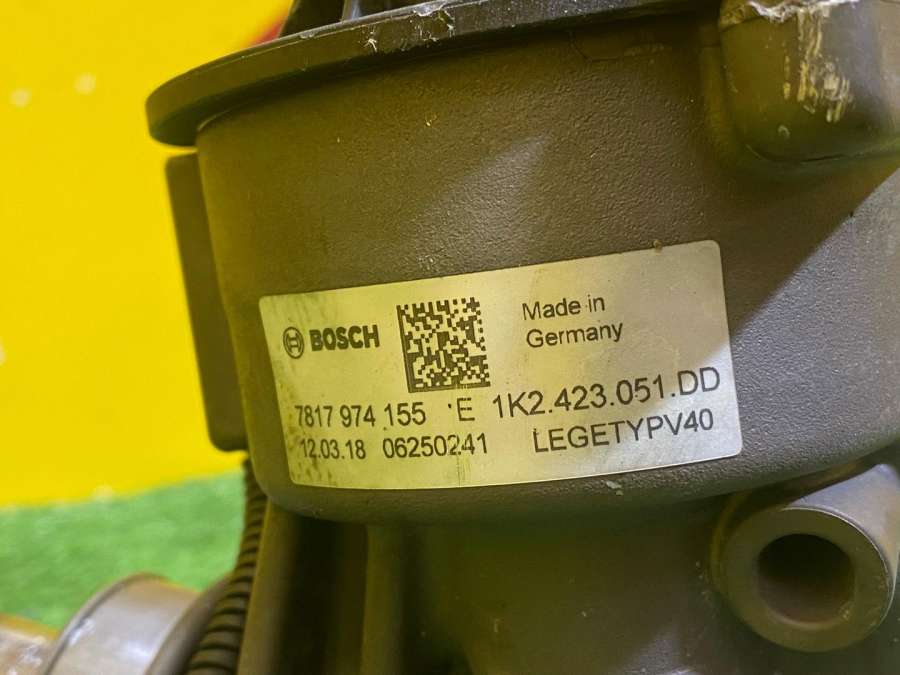 BOSCH
Made in
Germany
7817 974 155 E 1K2.423.051.DD
12.03.18 06250241 LEGETYPV40